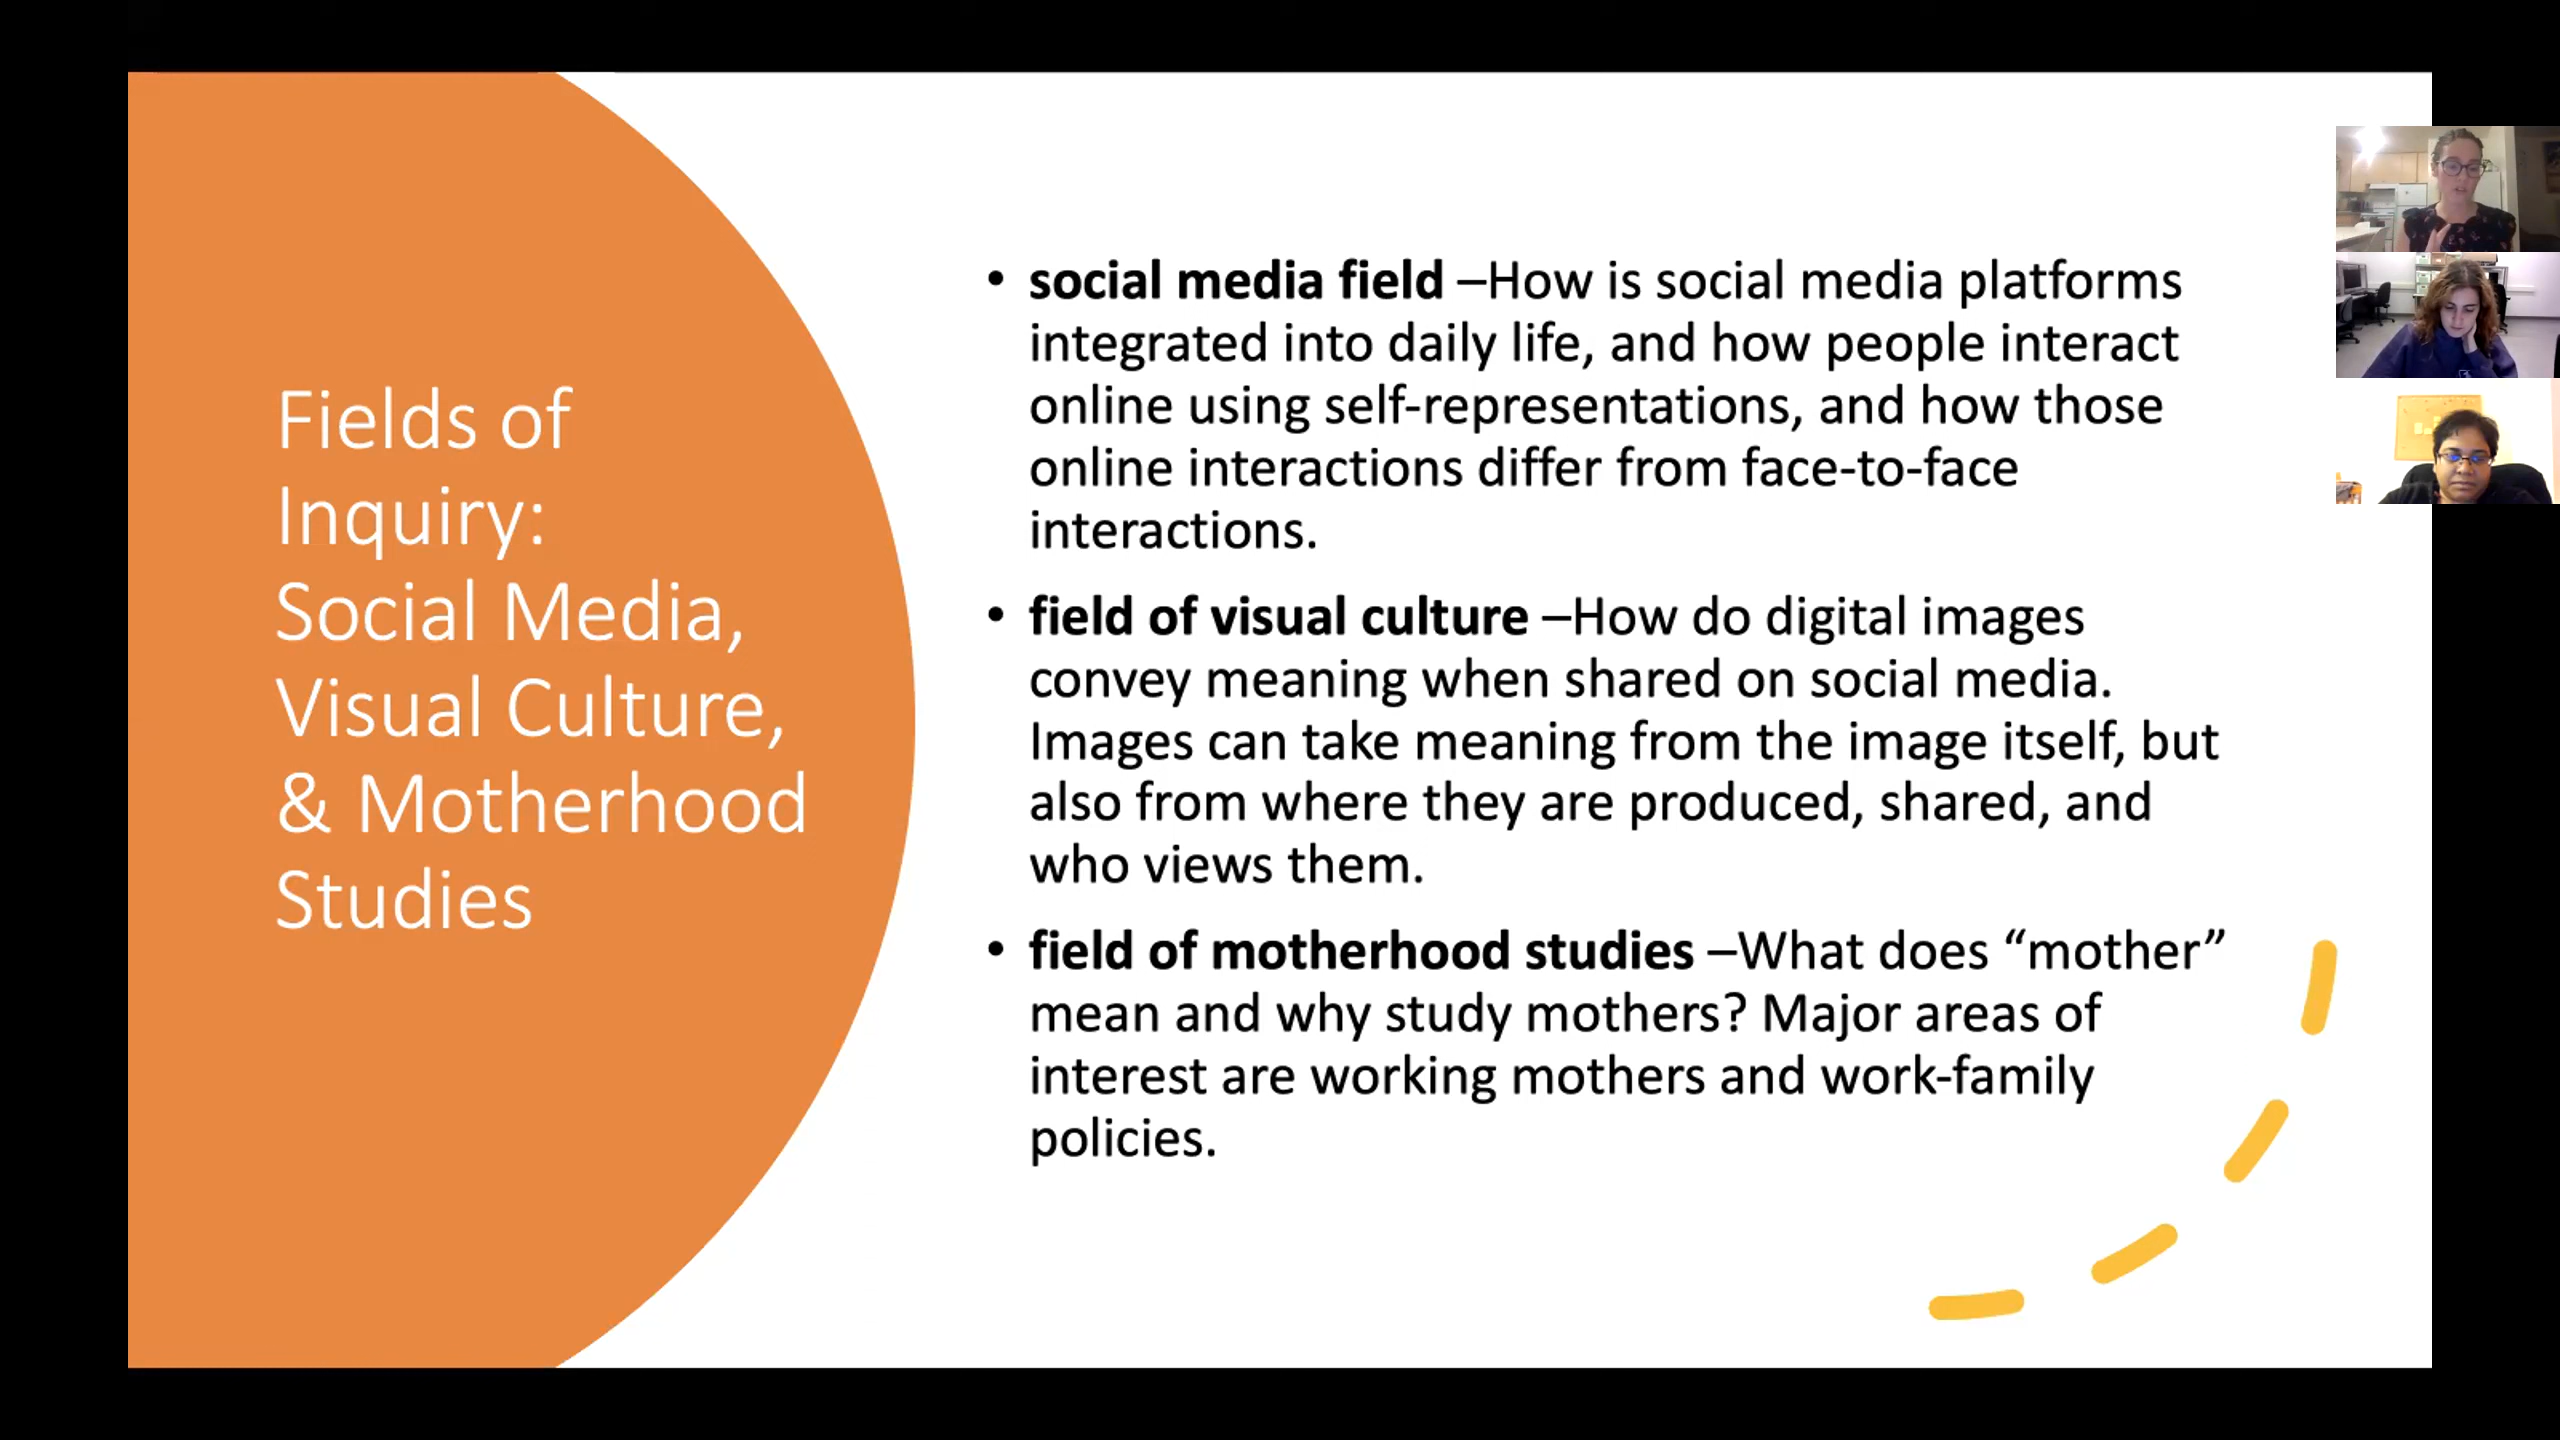 Fields of
Inquiry:
Social Media,
Visual Culture,
& Motherhood
Studies
• social media field –How is social media platforms
integrated into daily life, and how people interact
online using self-representations, and how those
online interactions differ from face-to-face
interactions.
• field of visual culture –How do digital images
convey meaning when shared on social media.
Images can take meaning from the image itself, but
also from where they are produced, shared, and
who views them.
• field of motherhood studies –What does “mother”
mean and why study mothers? Major areas of
interest are working mothers and work-family
policies.